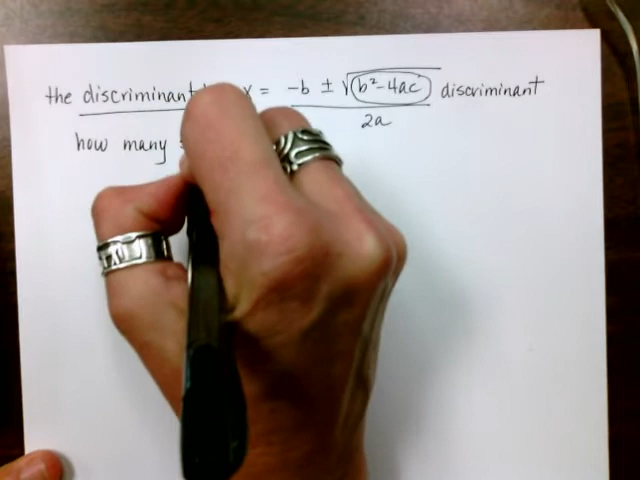 the discriminant x = -b ± √b²-4ac discriminant
2a
how many